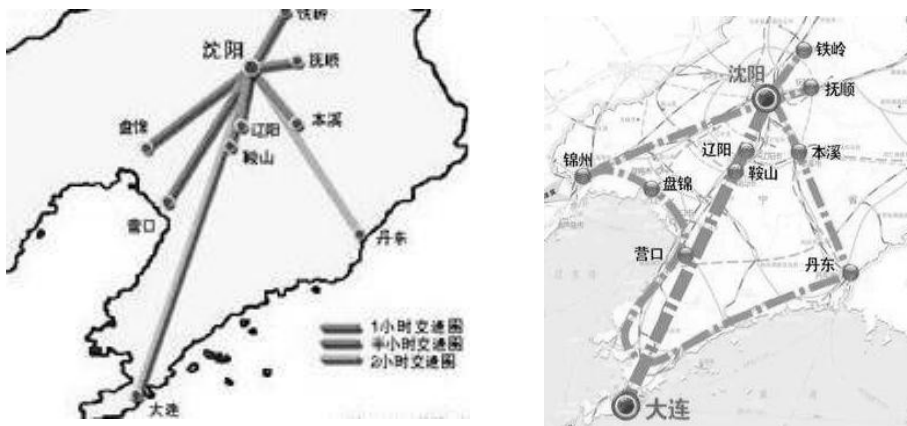 铁岭
沈阳
抚顺
盘锦
辽阳
本溪
鞍山
营口
丹东
1小时交通圈
半小时交通圈
2小时交通圈
大连
铁岭
沈阳
抚顺
辽阳
本溪
锦州
鞍山
盘锦
营口
丹东
大连